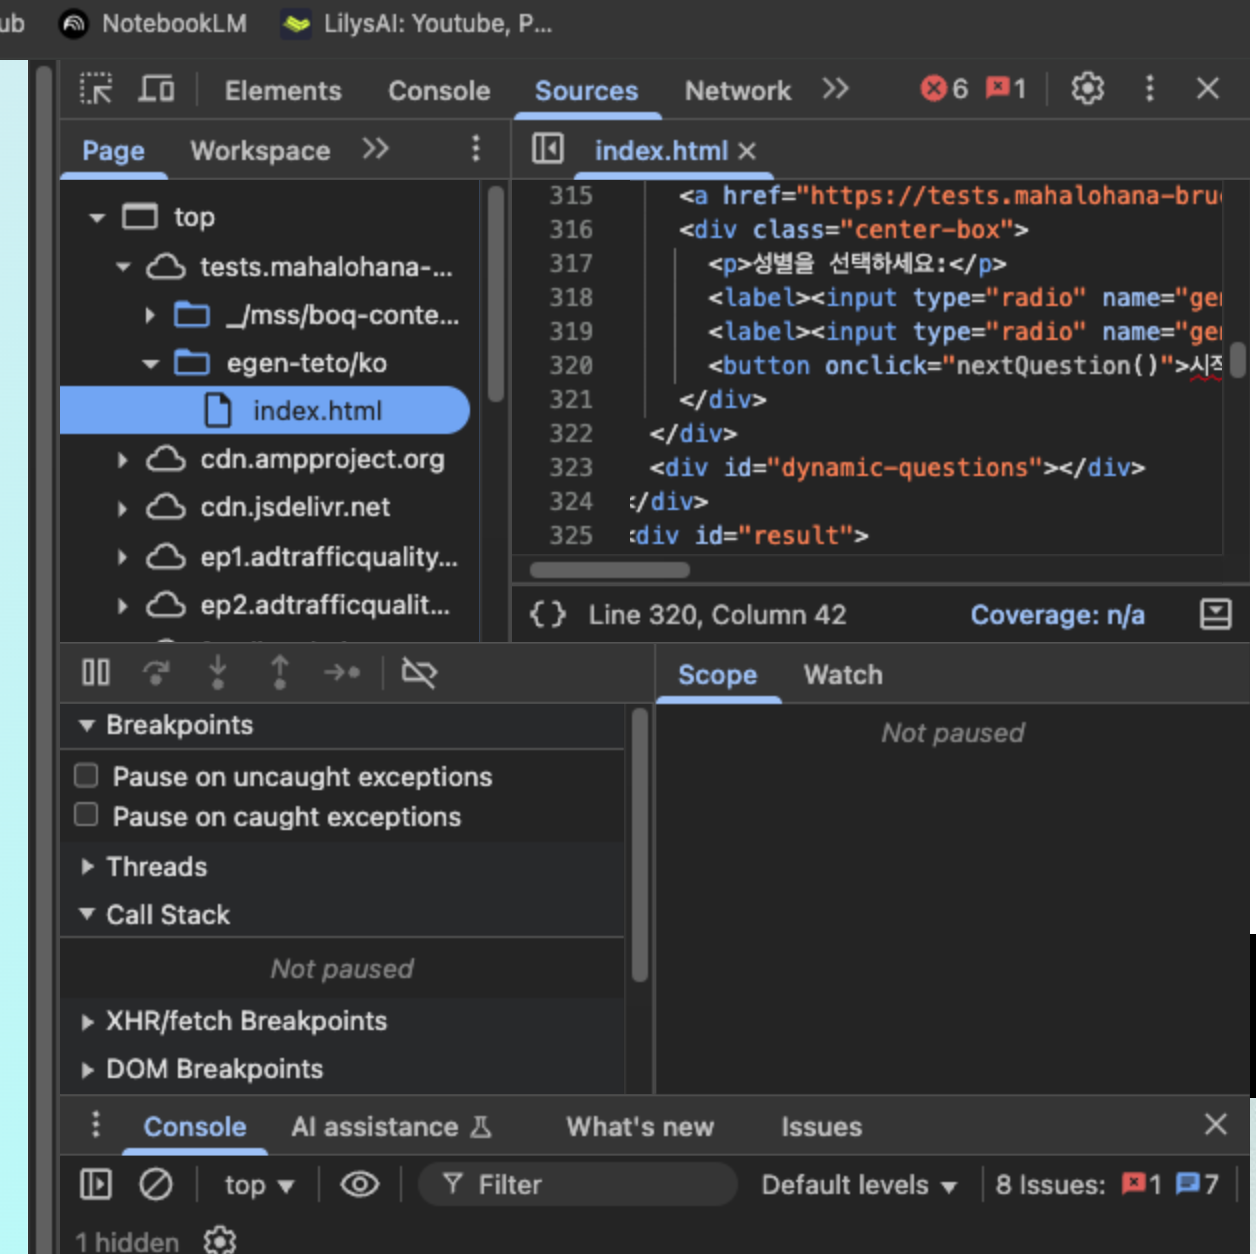 ub NotebookLM LilysAI: Youtube, P...
Elements Console Sources Network 6 1
Page Workspace
index.html
top
tests.mahalohana-...
_/mss/boq-conte...
egen-teto/ko
index.html
cdn.ampproject.org
cdn.jsdelivr.net
ep1.adtrafficquality...
ep2.adtrafficqualit...
315 <a href="https://tests.mahalohana-bru
316 <div class="center-box">
317 <p>성별을 선택하세요:</p>
318 <label><input type="radio" name="ge
319 <label><input type="radio" name="ge
320 <button onclick="nextQuestion()">시작
321 </div>
322 </div>
323 <div id="dynamic-questions"></div>
324 </div>
325 <div id="result">
{} Line 320, Column 42 Coverage: n/a
Breakpoints
Pause on uncaught exceptions
Pause on caught exceptions
Threads
Call Stack
Not paused
XHR/fetch Breakpoints
DOM Breakpoints
Scope Watch
Not paused
Console AI assistance What's new Issues
top Filter Default levels 8 Issues: 1 7
1 hidden